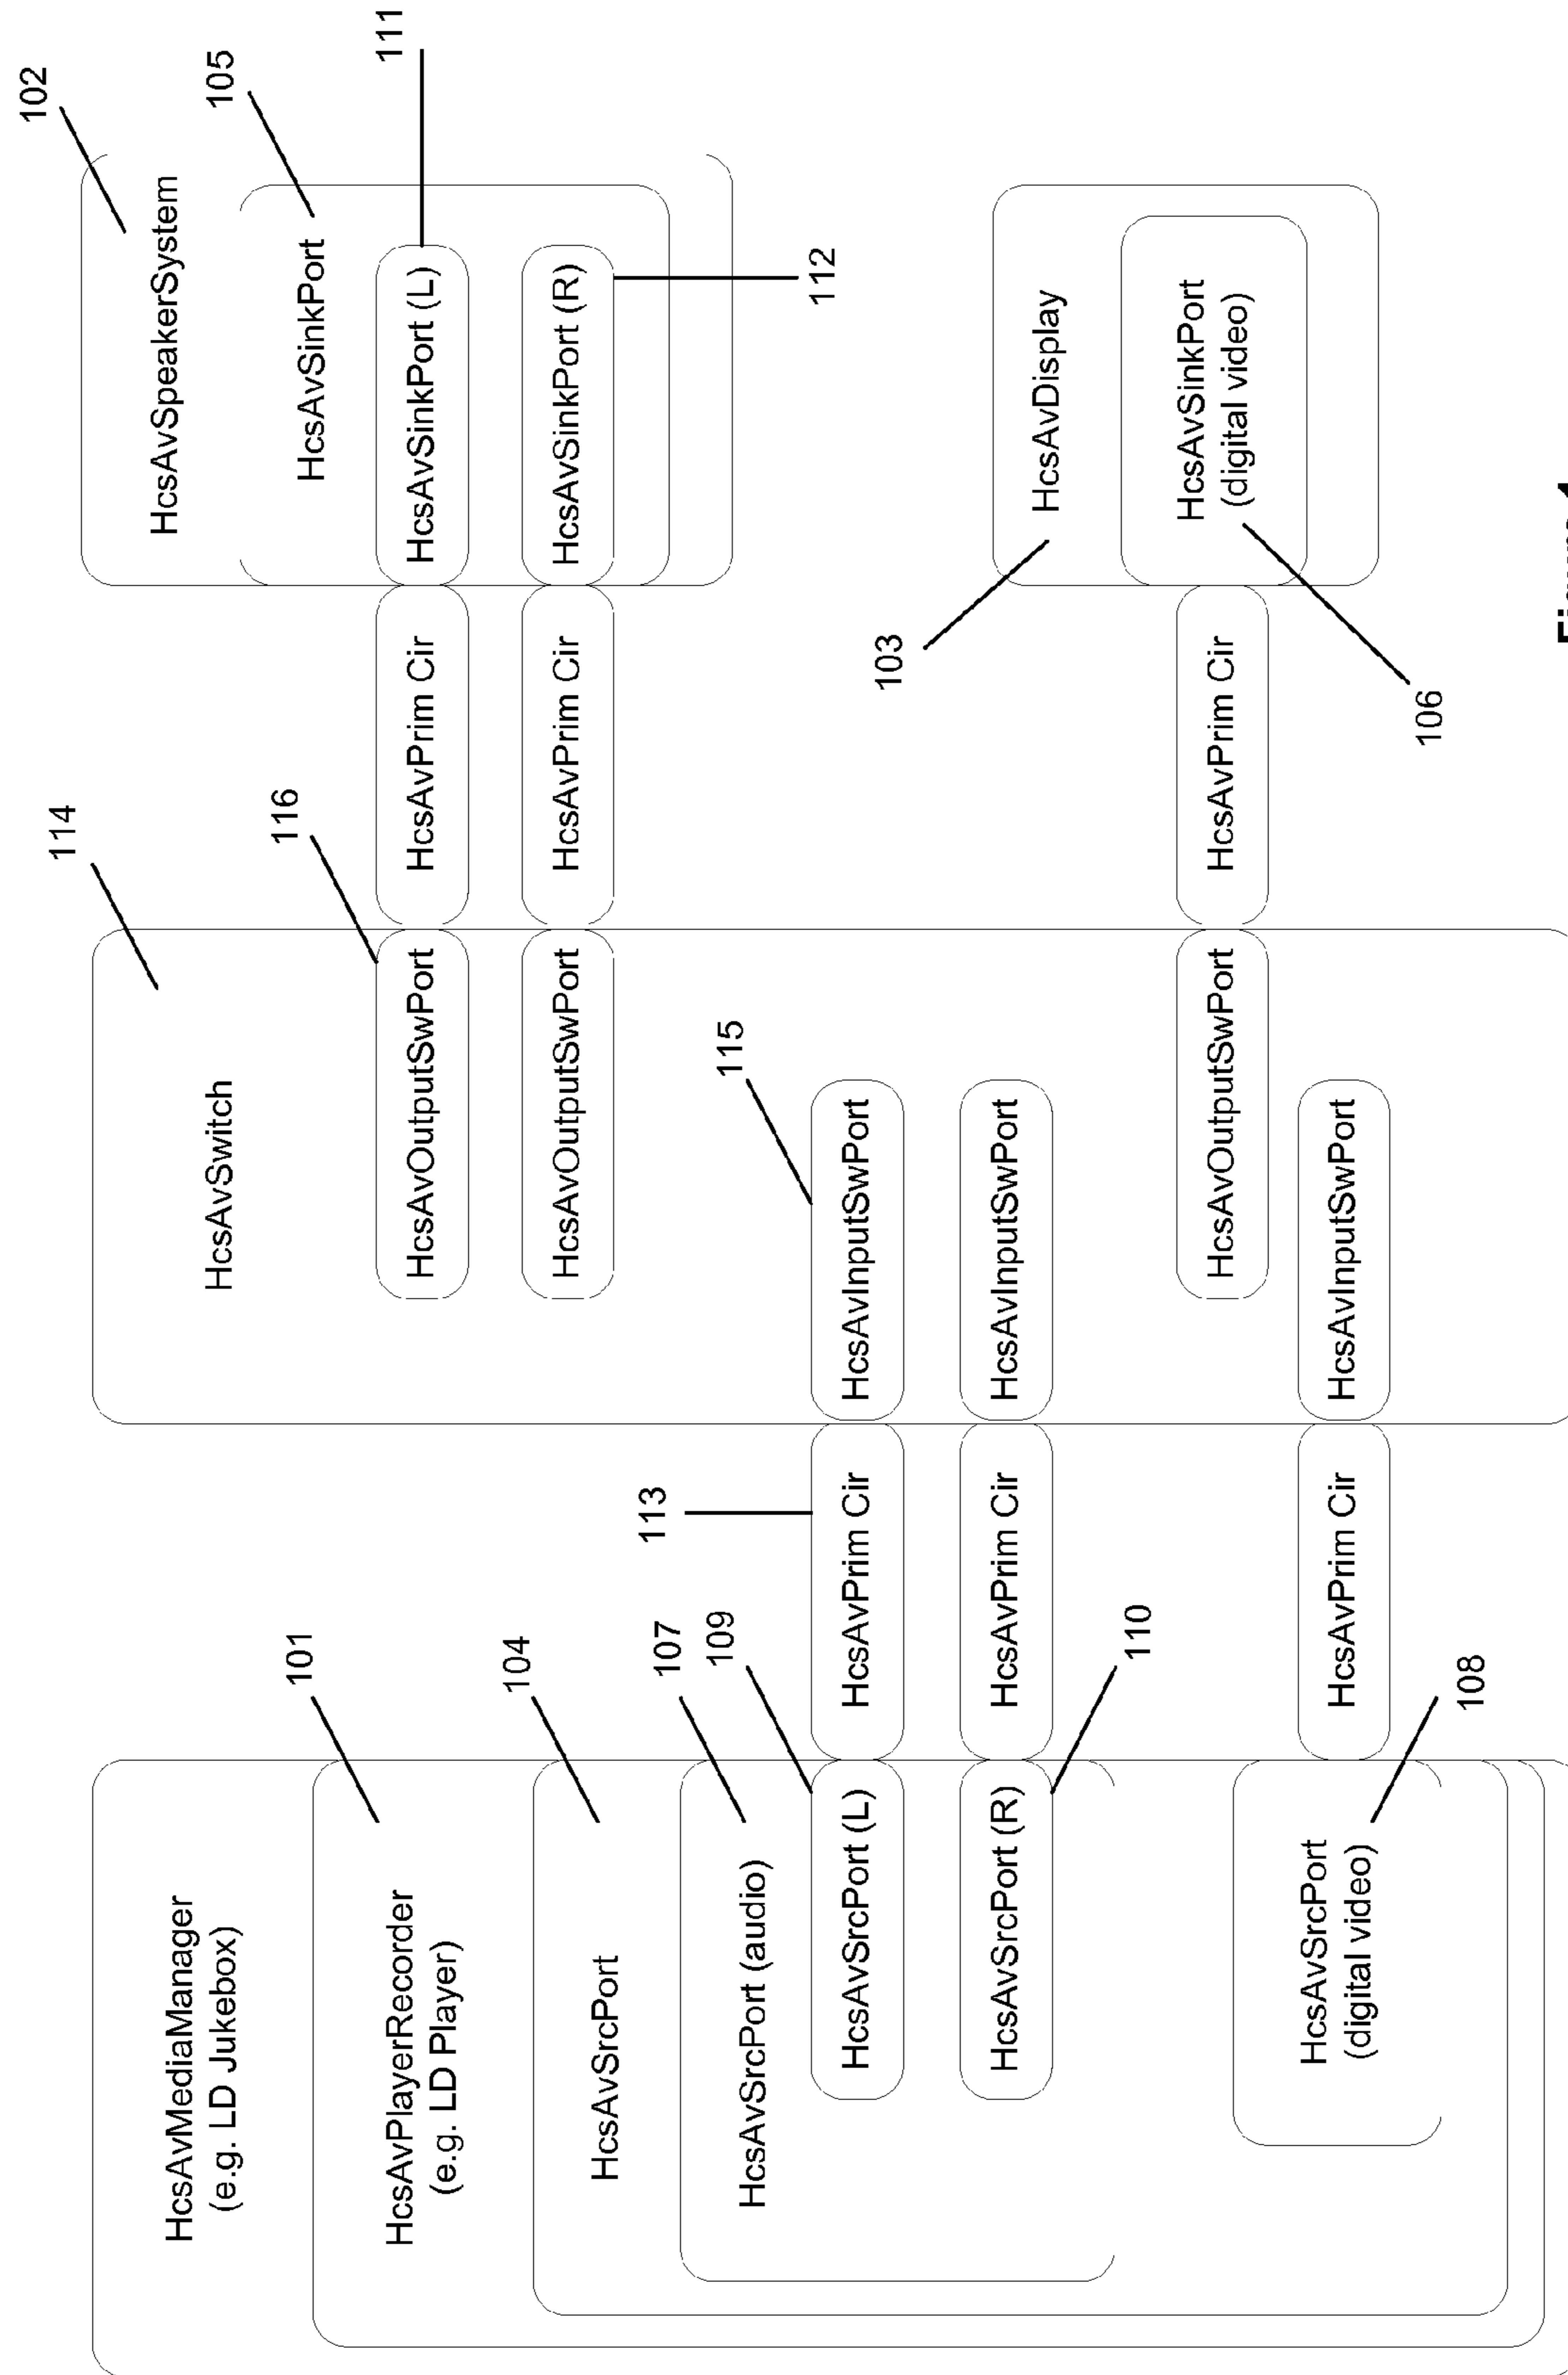 HcsAvMediaManager
(e.g. LD Jukebox)
HcsAvPlayerRecorder
(e.g. LD Player)
101
HcsAvSrcPort
104
HcsAvSrcPort (audio)
107
HcsAvSrcPort (L)
109
HcsAvSrcPort (R)
110
HcsAvSrcPort
(digital video)
108
113
HcsAvPrim Cir
HcsAvPrim Cir
HcsAvPrim Cir
HcsAvSwitch
114
HcsAvOutputSwPort
116
HcsAvOutputSwPort
HcsAvInputSwPort
115
HcsAvInputSwPort
HcsAvOutputSwPort
HcsAvInputSwPort
HcsAvPrim Cir
HcsAvPrim Cir
HcsAvPrim Cir
HcsAvSpeakerSystem
102
HcsAvSinkPort
105
HcsAvSinkPort (L)
111
HcsAvSinkPort (R)
112
HcsAvDisplay
103
HcsAvSinkPort
(digital video)
106
Figure 1